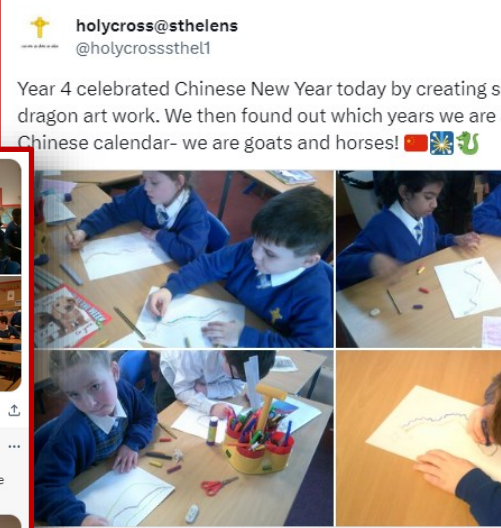 holycross@sthelens
@holycrosssthel1
Year 4 celebrated Chinese New Year today by creating s
dragon art work. We then found out which years we are
Chinese calendar- we are goats and horses! 🇨🇳🎆🐉